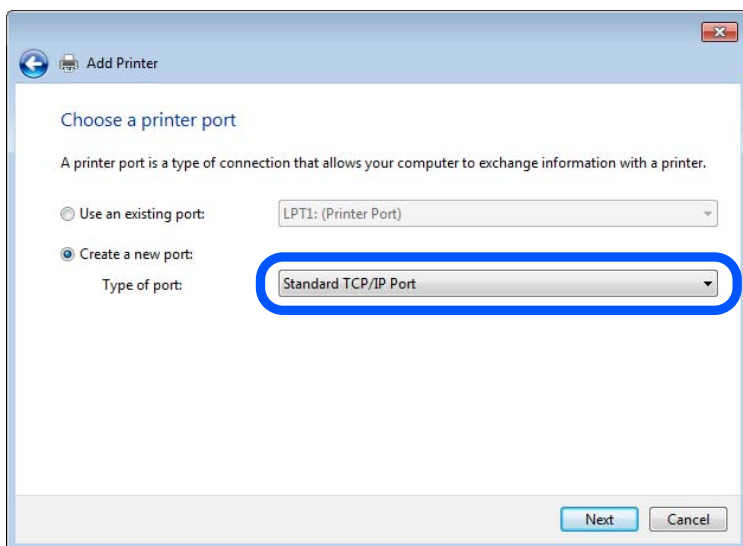 Add Printer
Choose a printer port
A printer port is a type of connection that allows your computer to exchange information with a printer.
Use an existing port: LPT1: (Printer Port)
Create a new port:
Type of port: Standard TCP/IP Port
Next Cancel